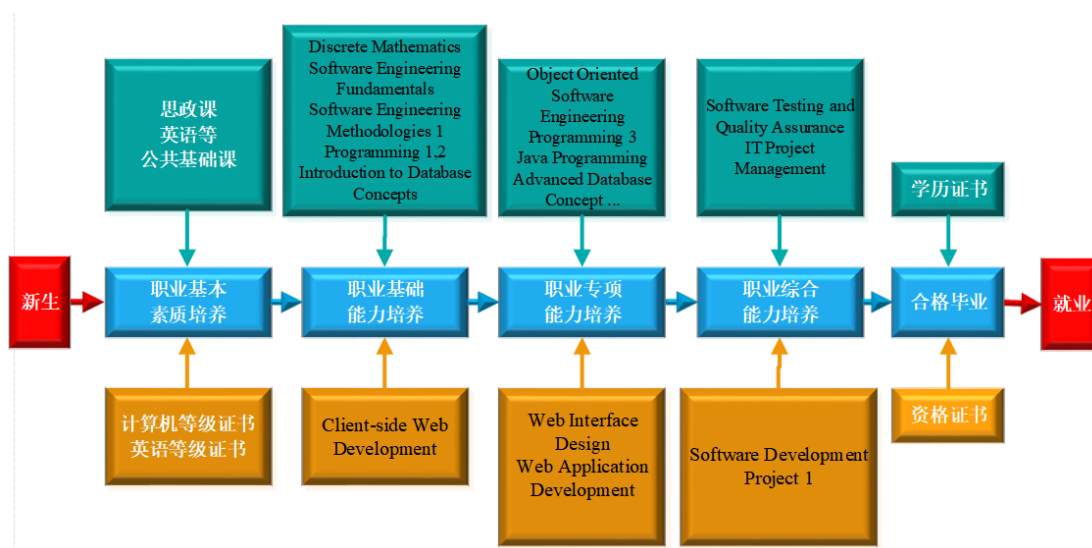 思政课
英语等
公共基础课
Discrete Mathematics
Software Engineering
Fundamentals
Software Engineering
Methodologies 1
Programming 1,2
Introduction to Database
Concepts
Object Oriented
Software
Engineering
Programming 3
Java Programming
Advanced Database
Concept ...
Software Testing and
Quality Assurance
IT Project
Management
学历证书
新生
职业基本
素质培养
职业基础
能力培养
职业专项
能力培养
职业综合
能力培养
合格毕业
就业
计算机等级证书
英语等级证书
Client-side Web
Development
Web Interface
Design
Web Application
Development
Software Development
Project 1
资格证书